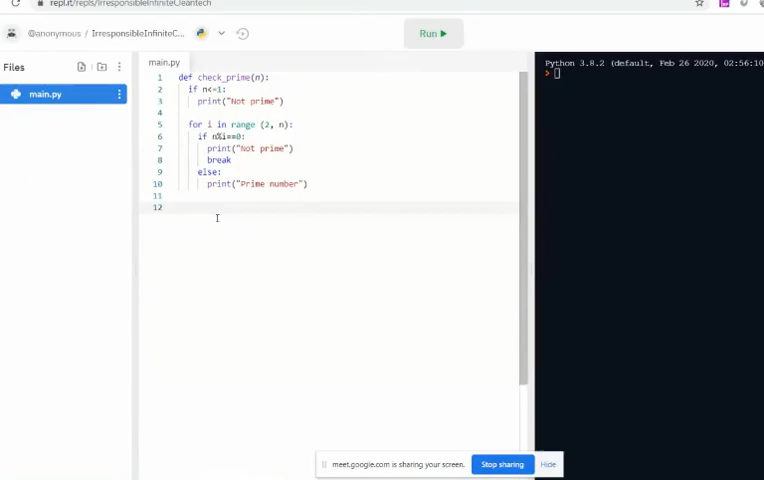 repl.it/repls/IrresponsibleInfiniteCleantech
@anonymous / IrresponsibleInfiniteC...
Run ▶
Files
main.py
main.py
1 def check_prime(n):
2 if n<=1:
3 print("Not prime")
4
5 for i in range (2, n):
6 if n%i==0:
7 print("Not prime")
8 break
9 else:
10 print("Prime number")
11
12
Python 3.8.2 (default, Feb 26 2020, 02:56:10
>
meet.google.com is sharing your screen.
Stop sharing
Hide